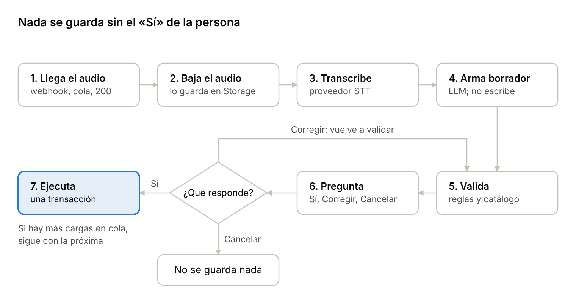 Nada se guarda sin el «Sí» de la persona
1. Llega el audio
webhook, cola, 200
2. Baja el audio
lo guarda en Storage
3. Transcribe
proveedor STT
4. Arma borrador
LLM; no escribe
Corregir: vuelve a validar
7. Ejecuta
una transacción
Sí
¿Qué responde?
6. Pregunta
Sí, Corregir, Cancelar
5. Valida
reglas y catálogo
Si hay más cargas en cola,
sigue con la próxima
Cancelar
No se guarda nada